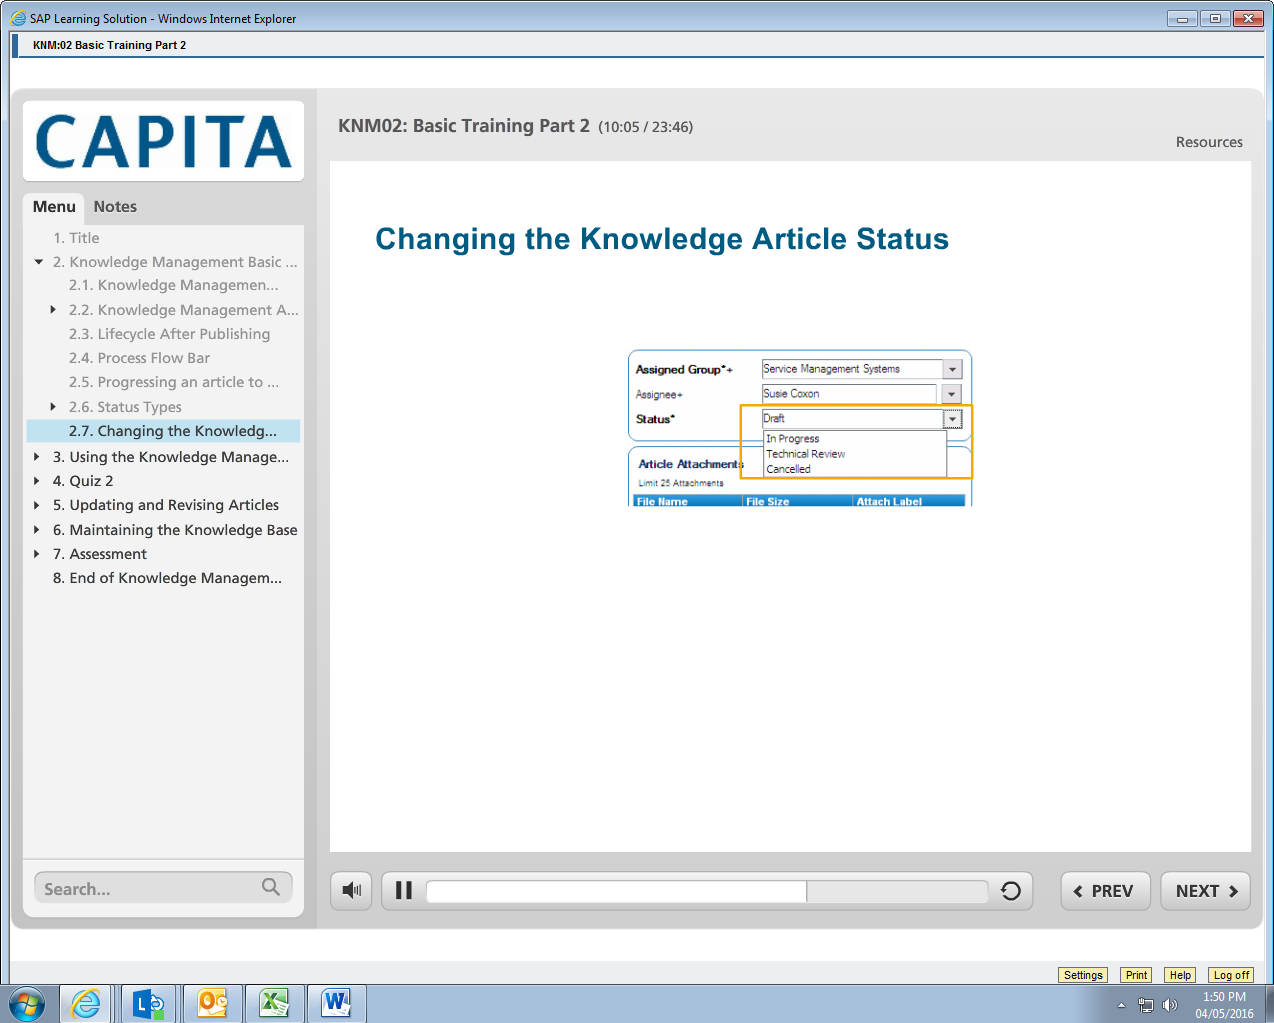 SAP Learning Solution - Windows Internet Explorer
KNM:02 Basic Training Part 2
CAPITA
KNM02: Basic Training Part 2 (10:05 / 23:46)
Resources
Menu
Notes
1. Title
2. Knowledge Management Basic ...
2.1. Knowledge Managemen...
2.2. Knowledge Management A...
2.3. Lifecycle After Publishing
2.4. Process Flow Bar
2.5. Progressing an article to ...
2.6. Status Types
2.7. Changing the Knowledg...
3. Using the Knowledge Manage...
4. Quiz 2
5. Updating and Revising Articles
6. Maintaining the Knowledge Base
7. Assessment
8. End of Knowledge Managem...
Search...
Changing the Knowledge Article Status
Assigned Group*+ Service Management Systems
Assignee+ Susie Coxon
Status* Draft
In Progress
Technical Review
Cancelled
Article Attachments
Limit 25 Attachments
File Name File Size Attach Label
PREV
NEXT
Settings Print Help Log off
1:50 PM
04/05/2016